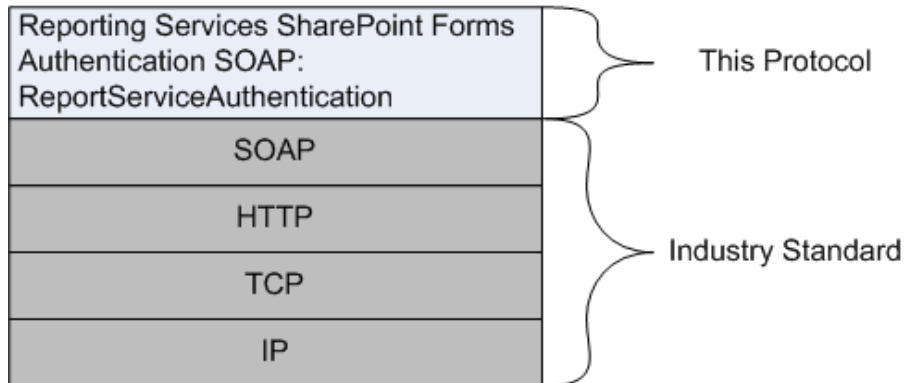 Reporting Services SharePoint Forms
Authentication SOAP:
ReportServiceAuthentication
This Protocol
SOAP
HTTP
TCP
IP
Industry Standard